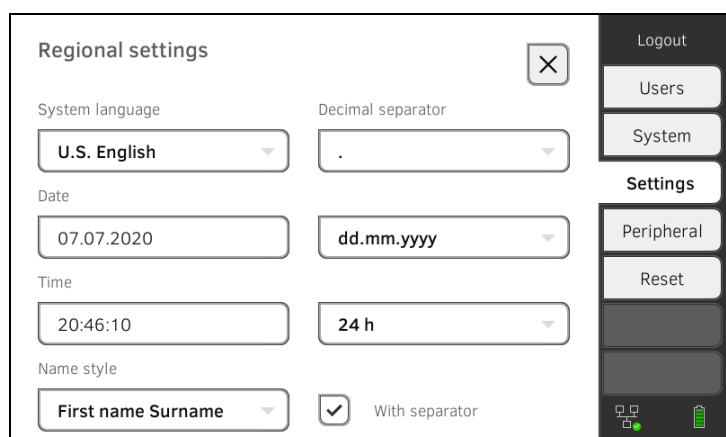 Regional settings
System language
Decimal separator
U.S. English
.
Date
07.07.2020
dd.mm.yyyy
Time
20:46:10
24 h
Name style
First name Surname
With separator
Logout
Users
System
Settings
Peripheral
Reset